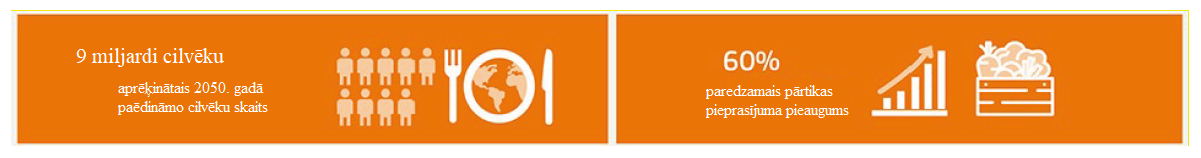 9 miljardi cilvēku
aprēķinātais 2050. gadā
paēdināmo cilvēku skaits
60%
paredzamais pārtikas
pieprasījuma pieaugums